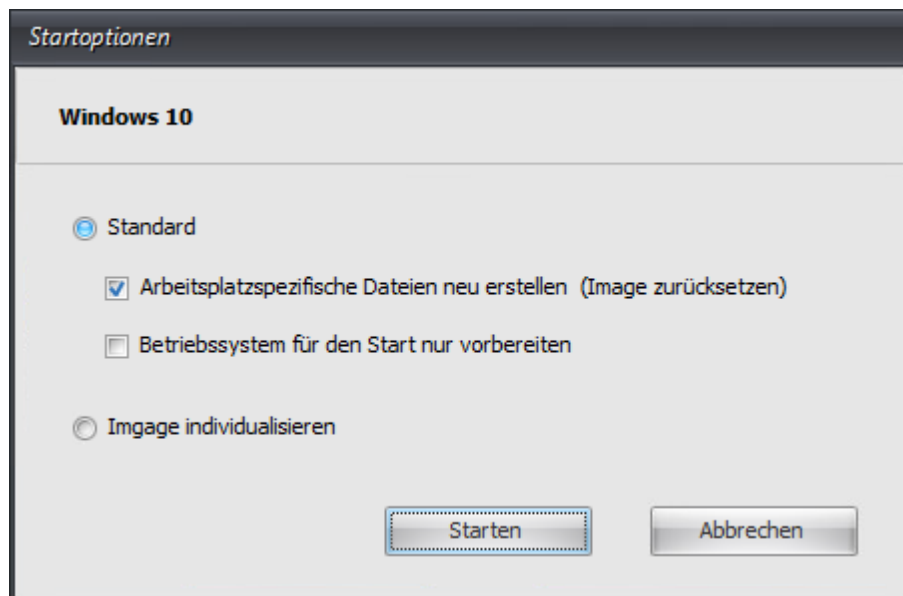 Startoptionen
Windows 10
Standard
Arbeitsplatzspezifische Dateien neu erstellen (Image zurücksetzen)
Betriebssystem für den Start nur vorbereiten
Imgage individualisieren
Starten Abbrechen